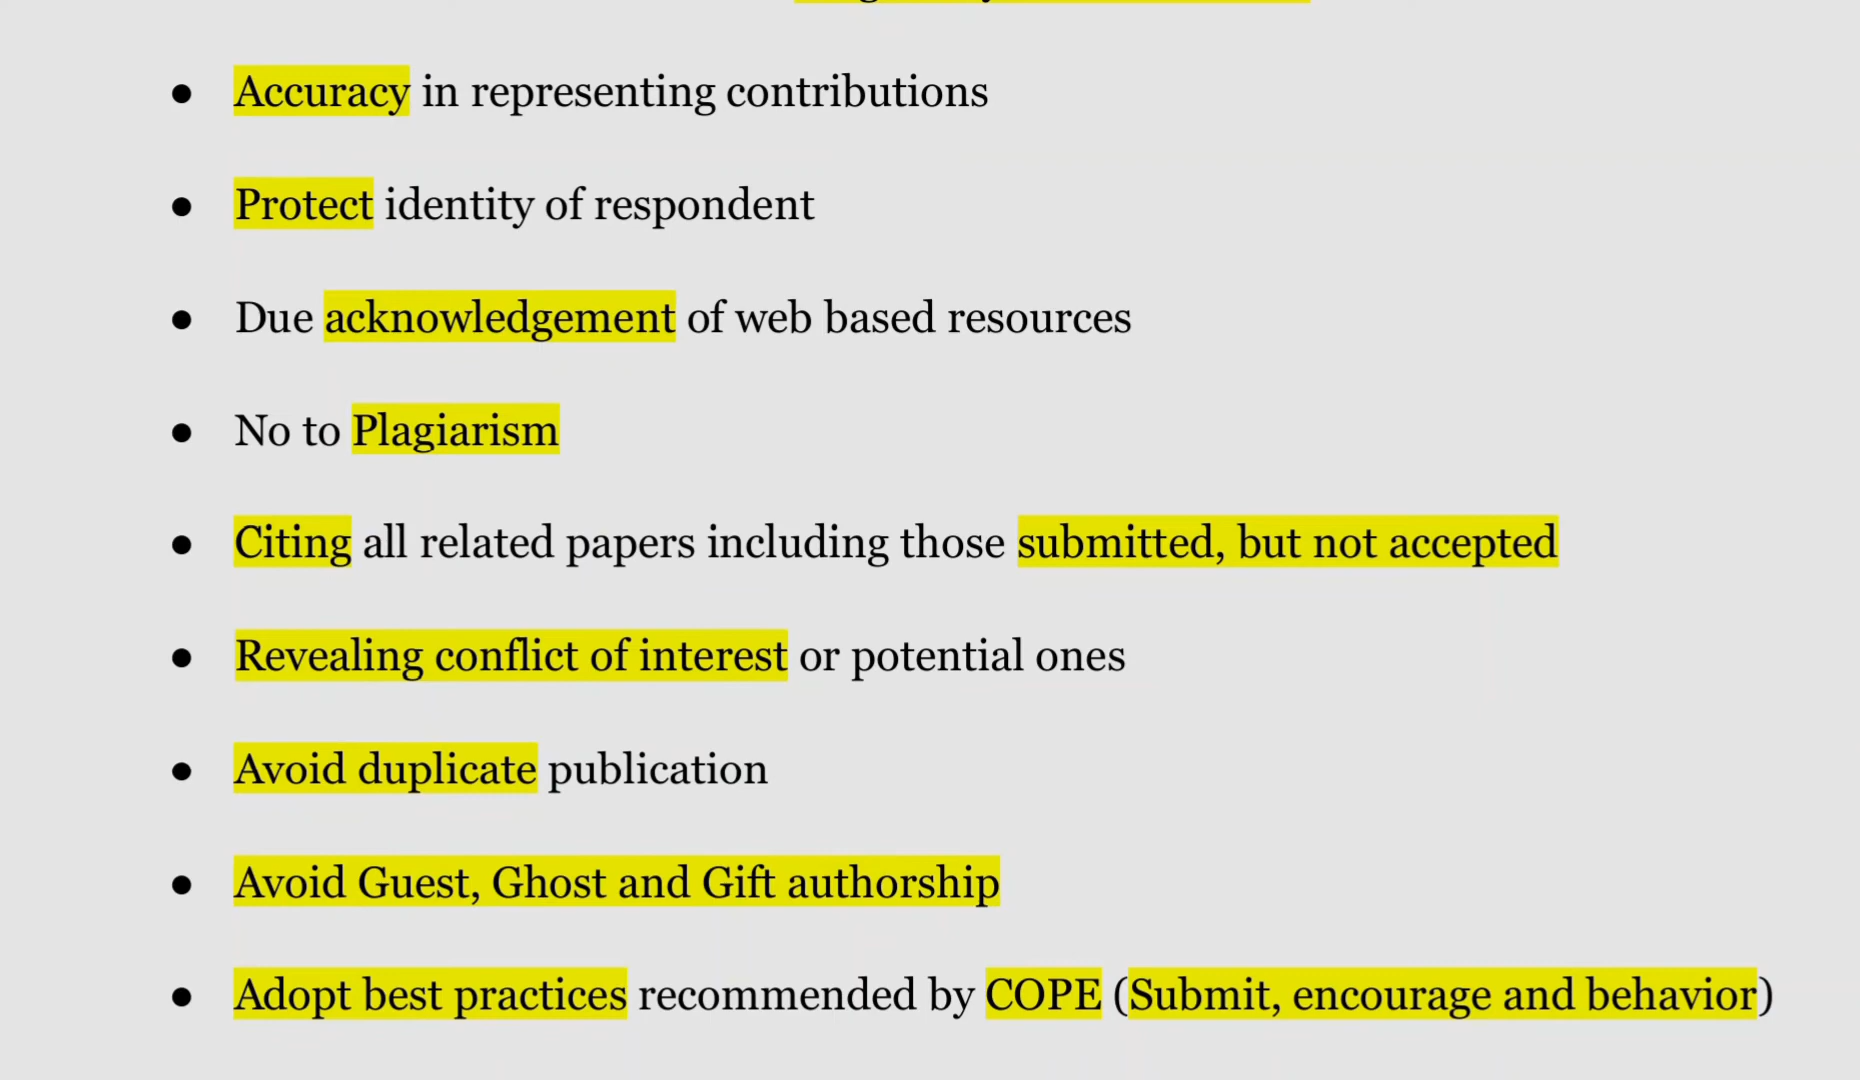 ● Accuracy in representing contributions
● Protect identity of respondent
● Due acknowledgement of web based resources
● No to Plagiarism
● Citing all related papers including those submitted, but not accepted
● Revealing conflict of interest or potential ones
● Avoid duplicate publication
● Avoid Guest, Ghost and Gift authorship
● Adopt best practices recommended by COPE (Submit, encourage and behavior)